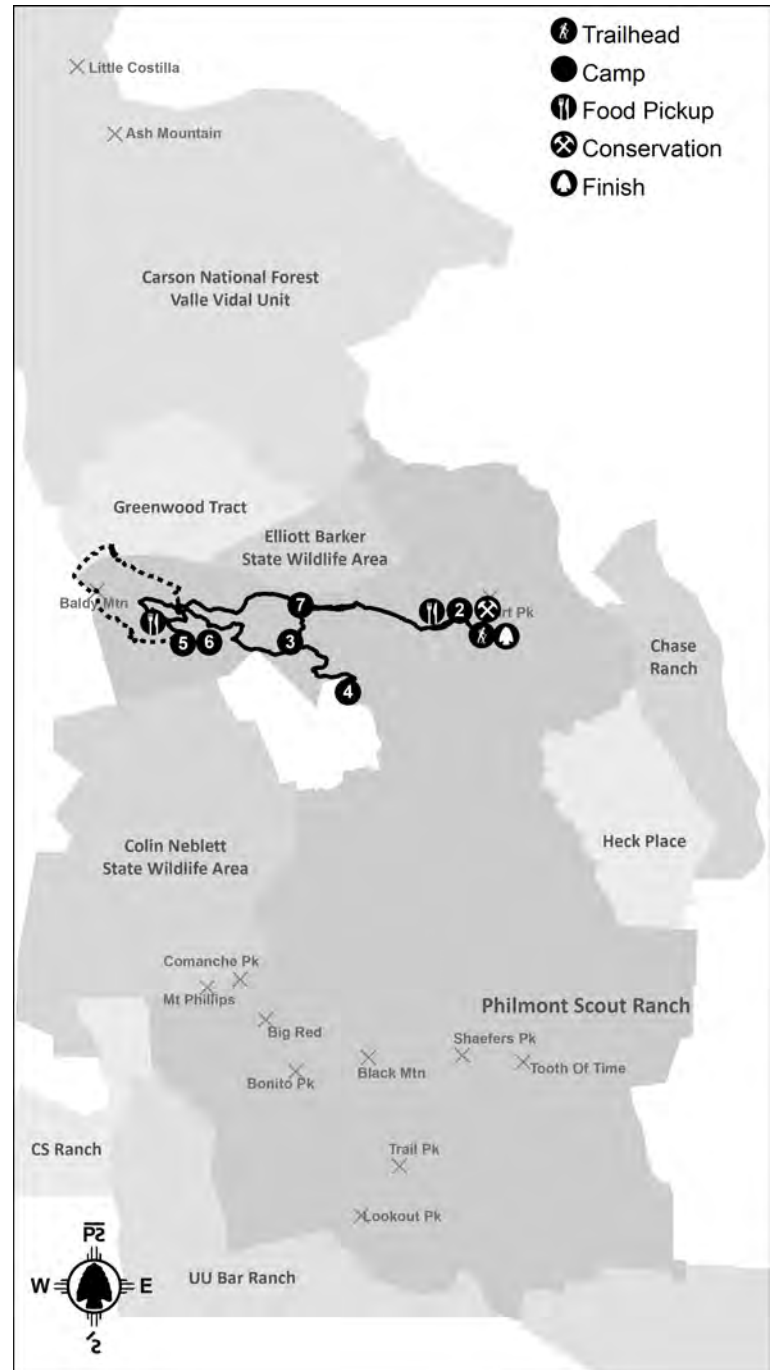 Trailhead
Camp
Food Pickup
Conservation
Finish
Little Costilla
Ash Mountain
Carson National Forest
Valle Vidal Unit
Greenwood Tract
Elliott Barker
State Wildlife Area
Baldy Mtn
7
2
rt Pk
5
6
3
4
Chase
Ranch
Heck Place
Colin Neblett
State Wildlife Area
Comanche Pk
Mt Phillips
Philmont Scout Ranch
Big Red
Shaefers Pk
Black Mtn
Tooth Of Time
Bonito Pk
CS Ranch
Trail Pk
Lookout Pk
W
E
UU Bar Ranch